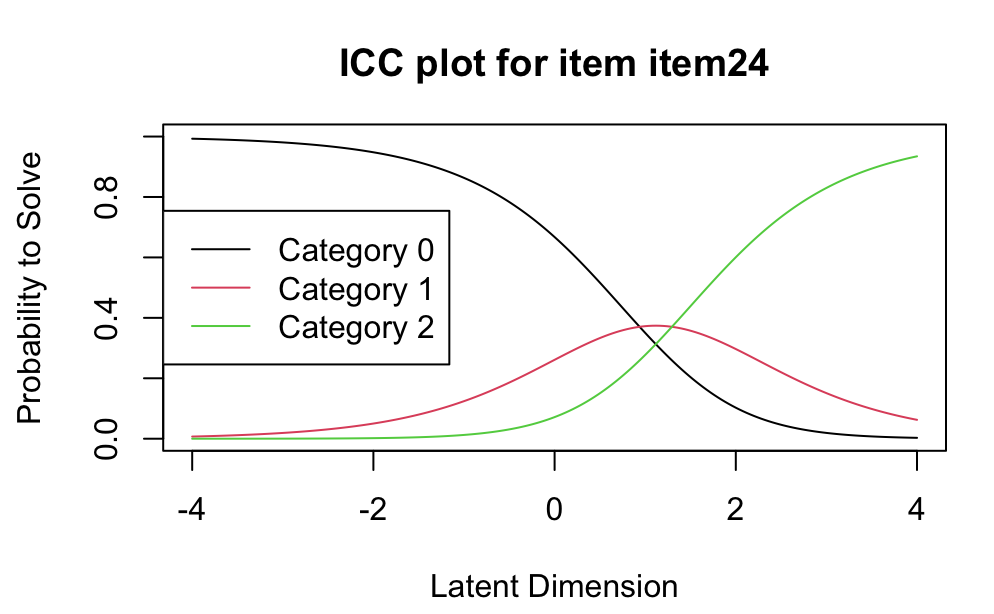 ICC plot for item item24
Probability to Solve
0.8
0.4
0.0
Category 0
Category 1
Category 2
-4 -2 0 2 4
Latent Dimension